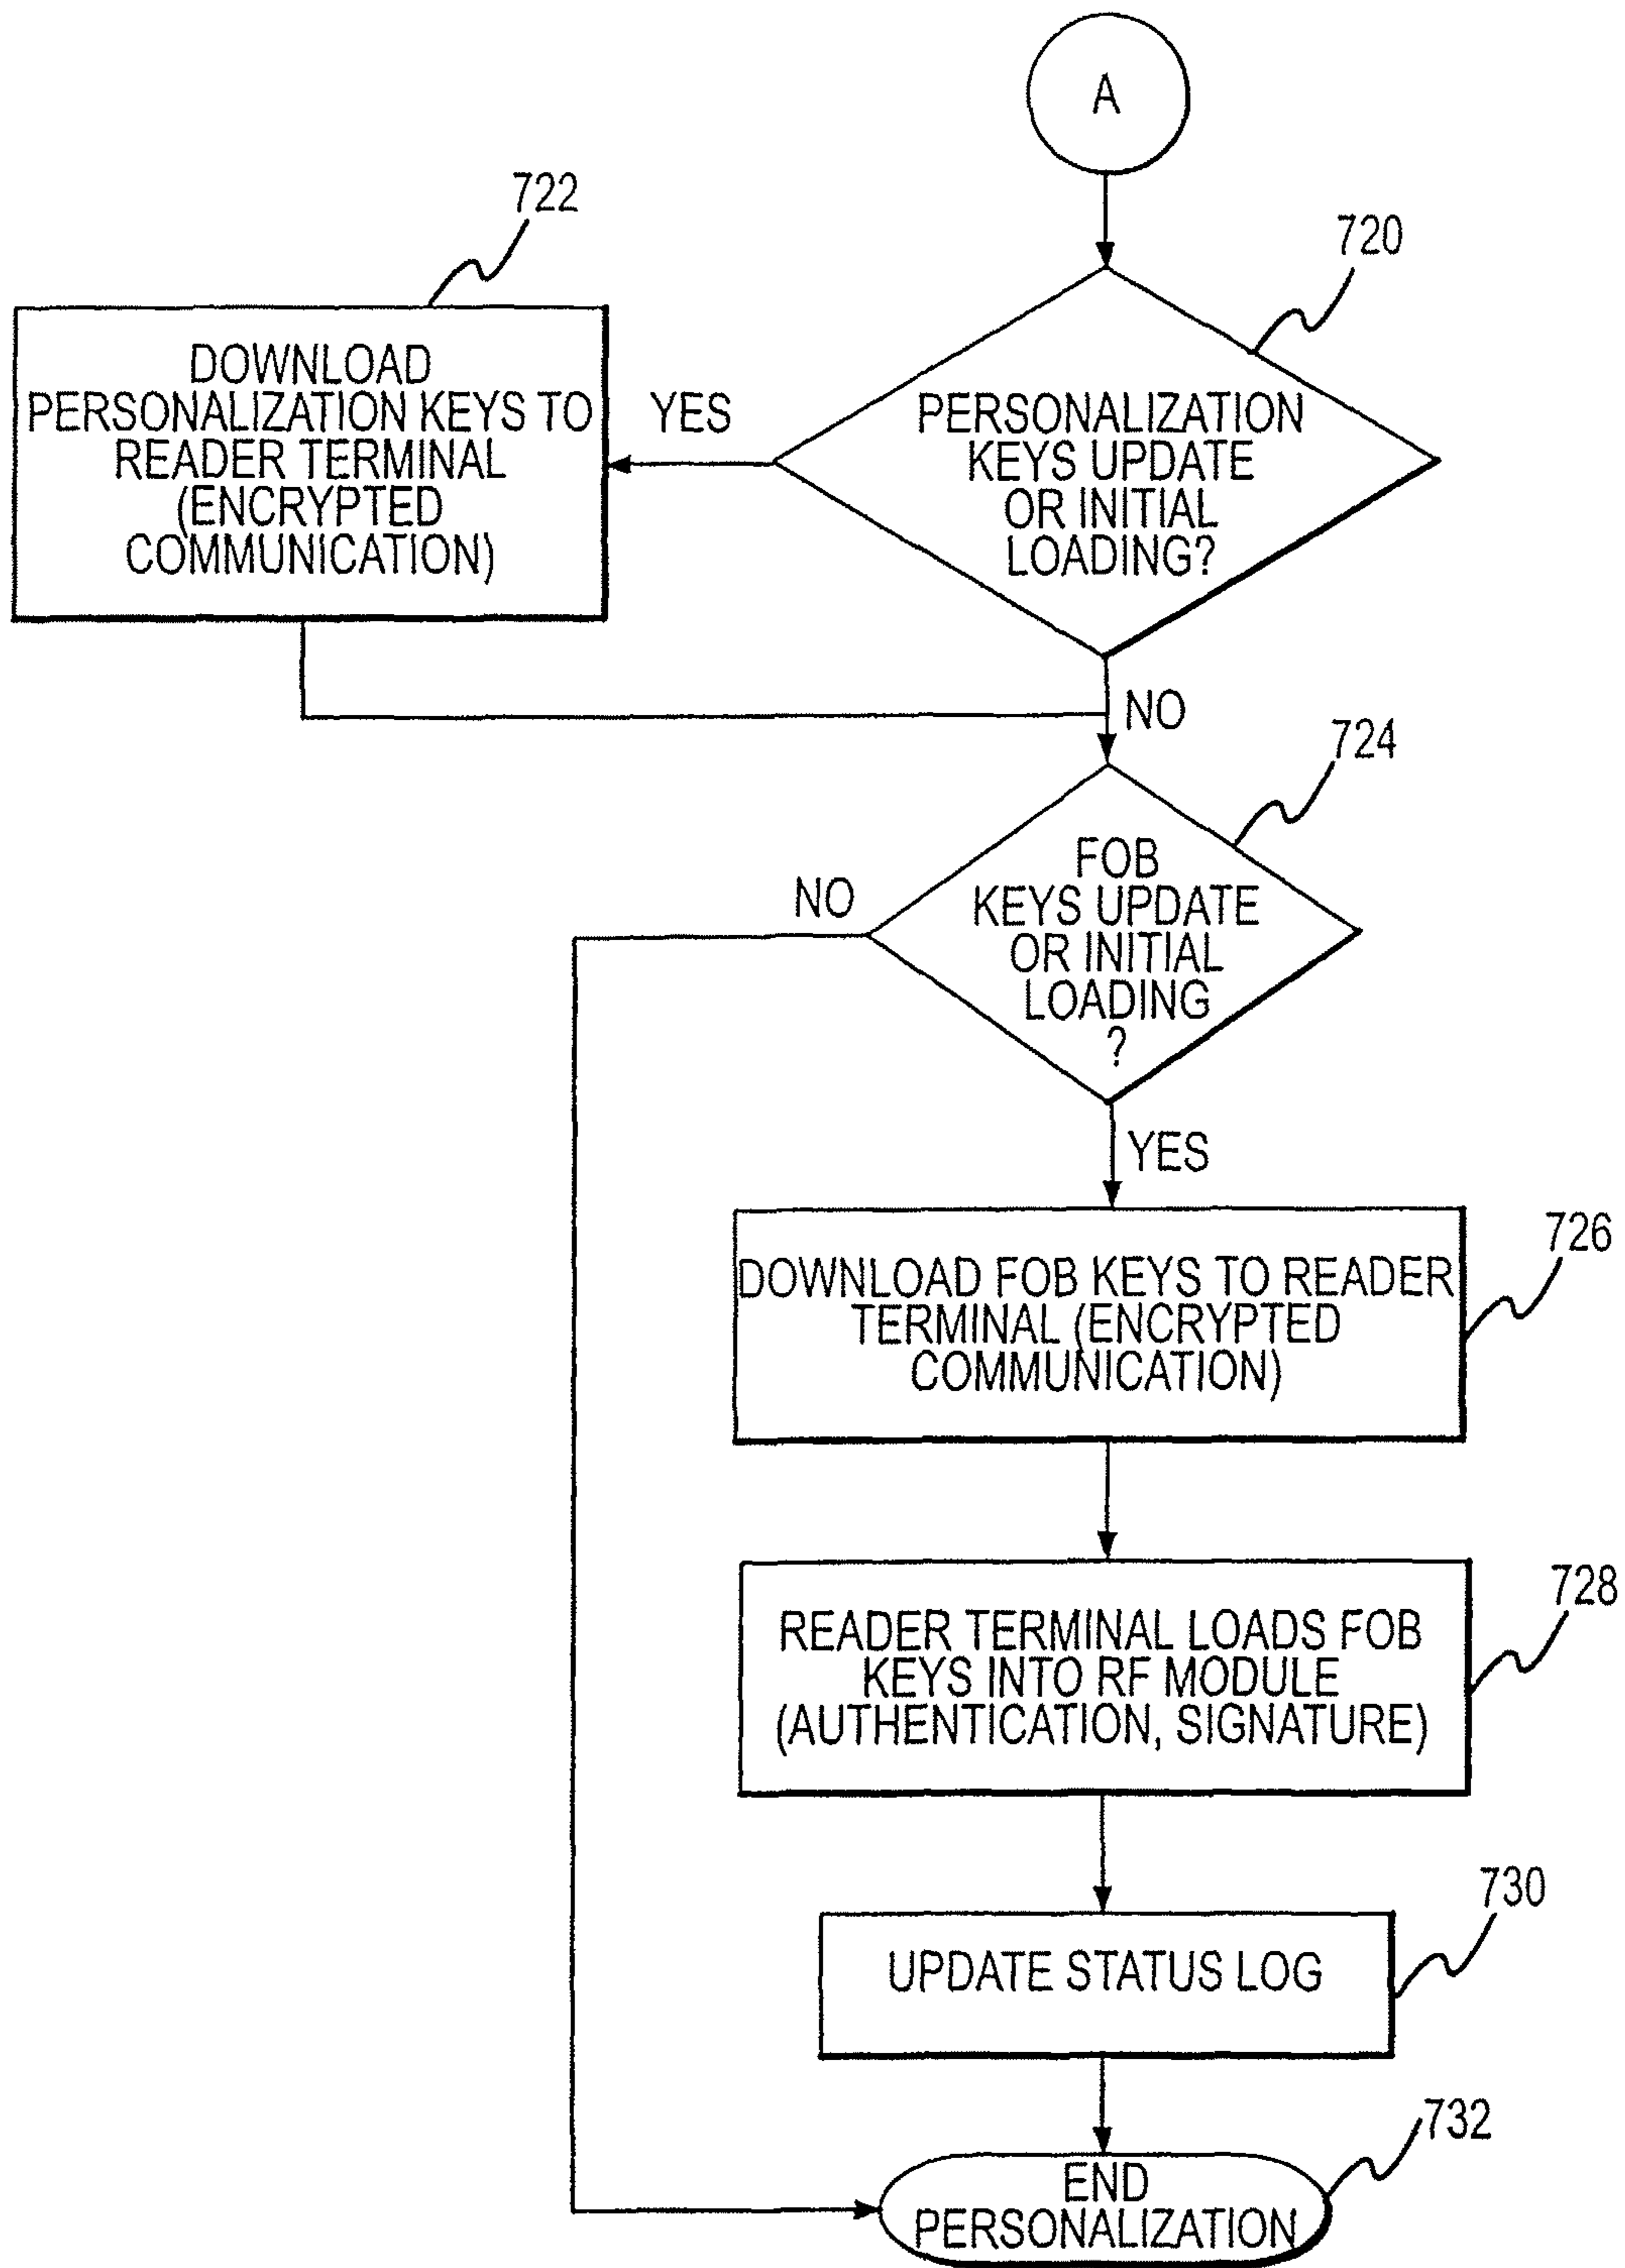 A
720
722
PERSONALIZATION
KEYS UPDATE
OR INITIAL
LOADING?
YES
DOWNLOAD
PERSONALIZATION KEYS TO
READER TERMINAL
(ENCRYPTED
COMMUNICATION)
NO
724
FOB
KEYS UPDATE
OR INITIAL
LOADING
?
NO
YES
726
DOWNLOAD FOB KEYS TO READER
TERMINAL (ENCRYPTED
COMMUNICATION)
728
READER TERMINAL LOADS FOB
KEYS INTO RF MODULE
(AUTHENTICATION, SIGNATURE)
730
UPDATE STATUS LOG
732
END
PERSONALIZATION